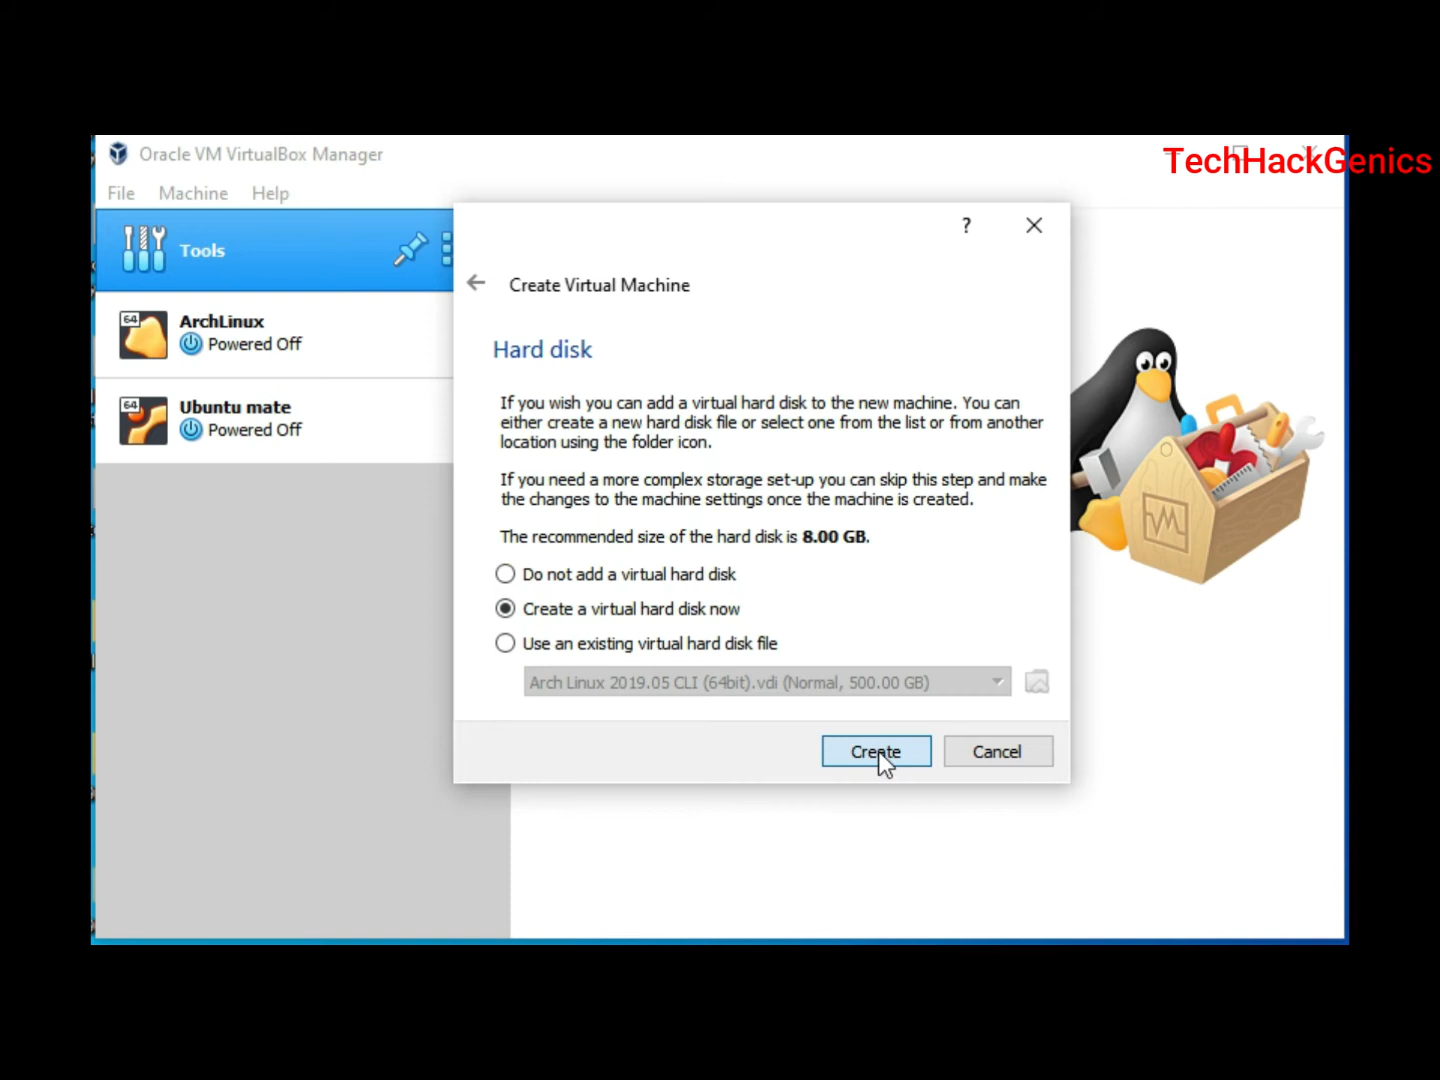 Oracle VM VirtualBox Manager
TechHackGenics
File Machine Help
Tools
?
Create Virtual Machine
64
ArchLinux
Powered Off
Hard disk
64
Ubuntu mate
Powered Off
If you wish you can add a virtual hard disk to the new machine. You can
either create a new hard disk file or select one from the list or from another
location using the folder icon.
If you need a more complex storage set-up you can skip this step and make
the changes to the machine settings once the machine is created.
The recommended size of the hard disk is 8.00 GB.
Do not add a virtual hard disk
Create a virtual hard disk now
Use an existing virtual hard disk file
Arch Linux 2019.05 CLI (64bit).vdi (Normal, 500.00 GB)
Create Cancel